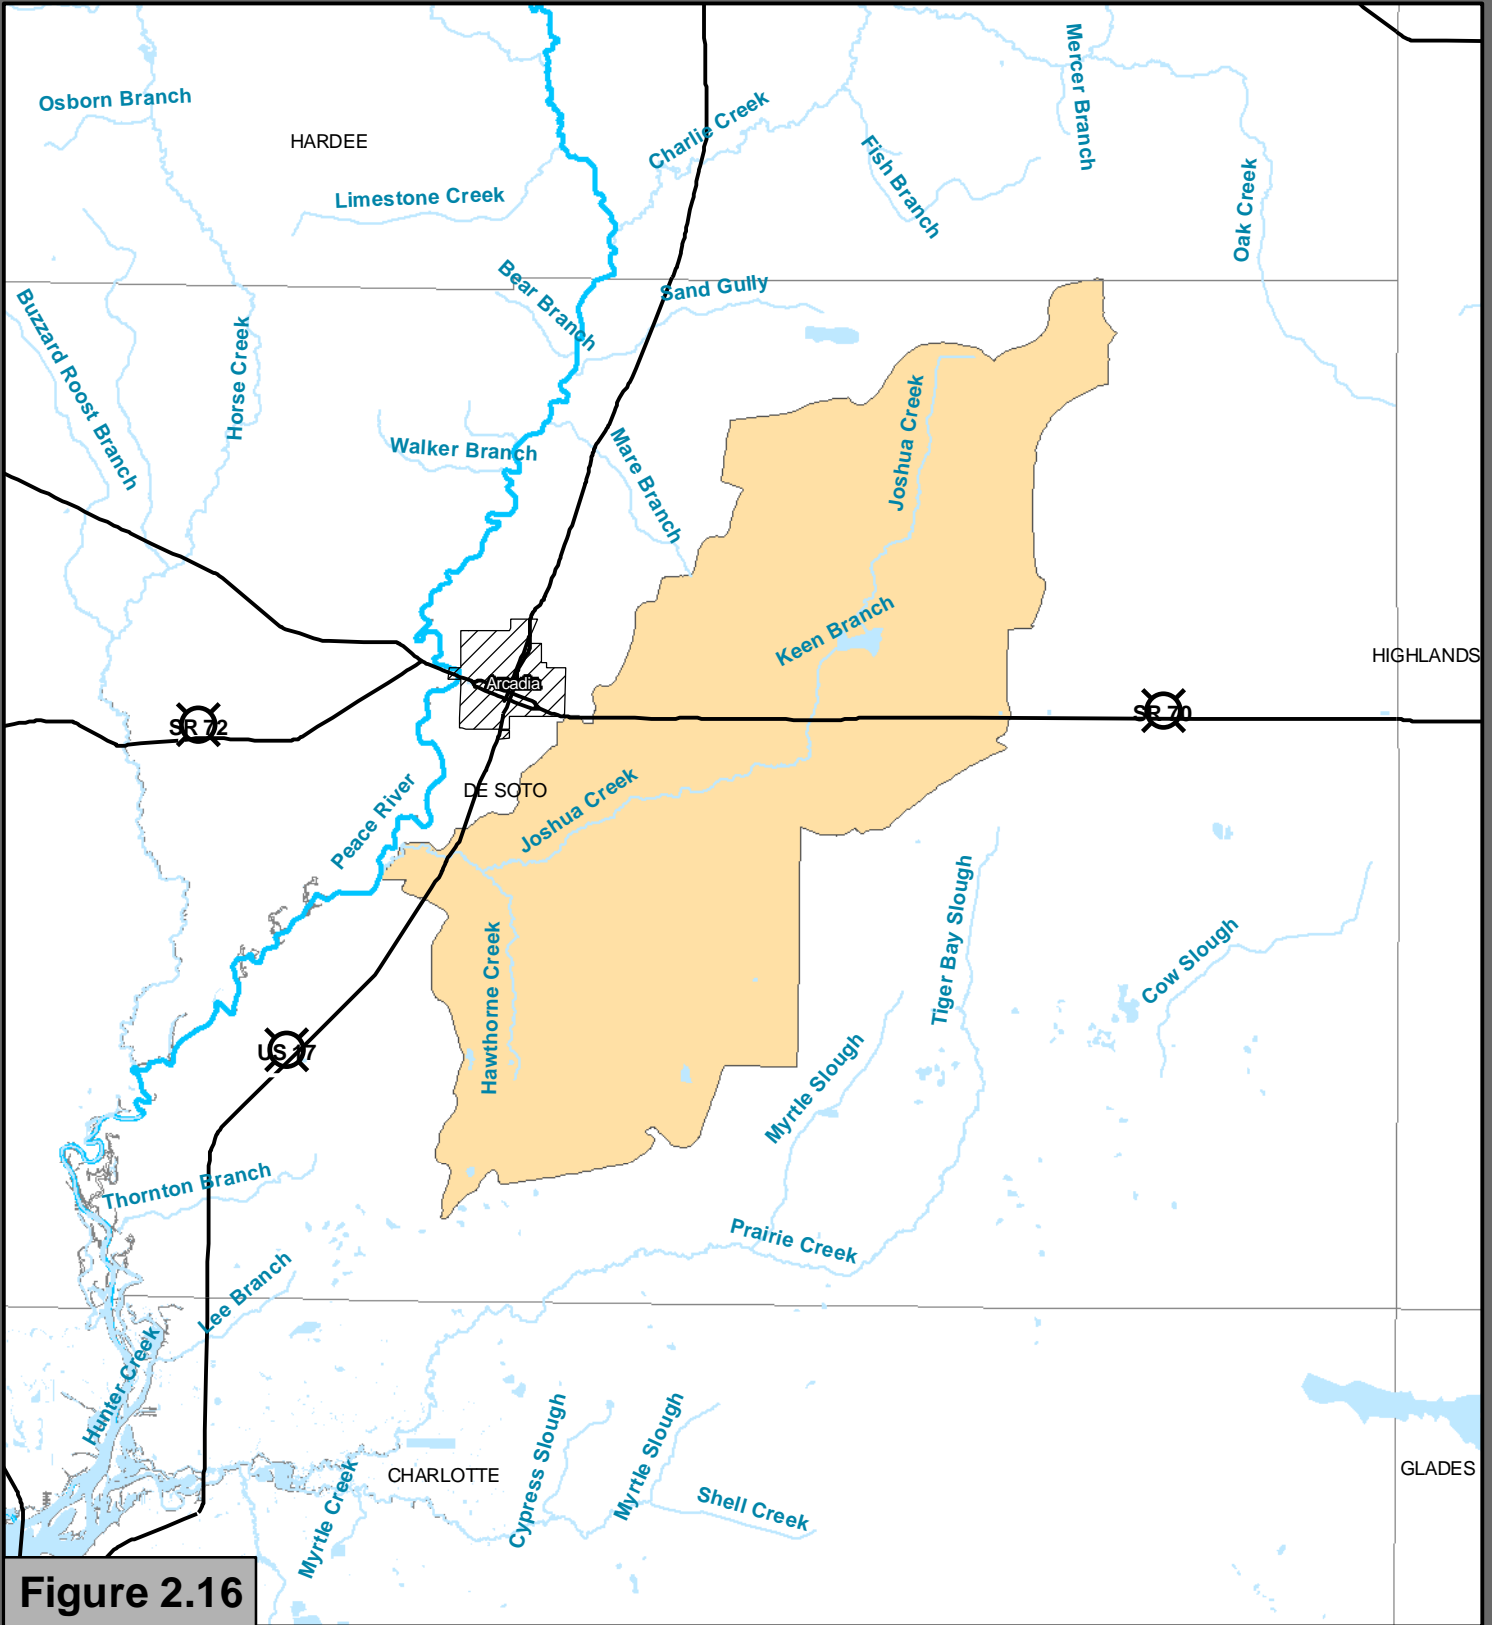 Mercer Branch
Osborn Branch
HARDEE
Charlie Creek
Fish Branch
Oak Creek
Limestone Creek
Bear Branch
Sand Gully
Buzzard Roost Branch
Horse Creek
Joshua Creek
Walker Branch
Mare Branch
Keen Branch
HIGHLANDS
Arcadia
SR 70
SR 72
DE SOTO
Joshua Creek
Peace River
Tiger Bay Slough
Cow Slough
Hawthorne Creek
US 17
Myrtle Slough
Thornton Branch
Prairie Creek
Lee Branch
Hunter Creek
Cypress Slough
Myrtle Slough
CHARLOTTE
GLADES
Myrtle Creek
Shell Creek
Figure 2.16